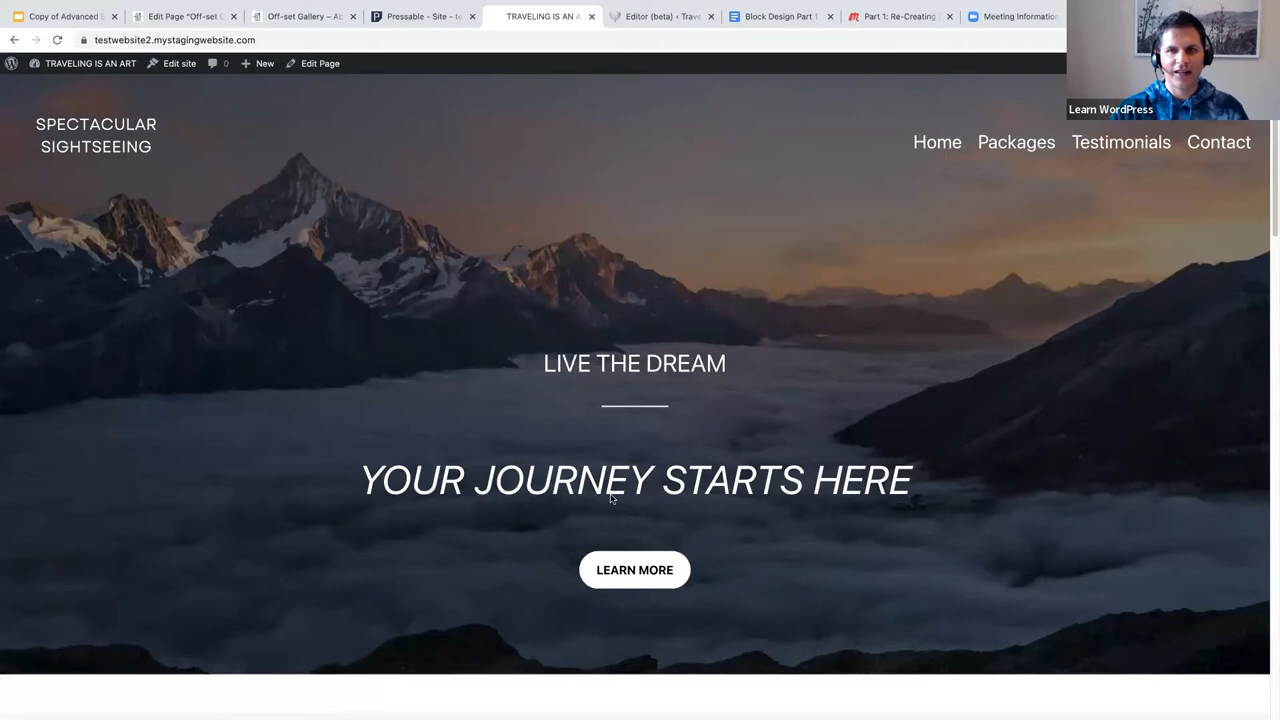 Copy of Advanced E
Edit Page "Off-set G
Off-set Gallery – Ab
Pressable - Site - te
TRAVELING IS AN A
Editor (beta) ‹ Trave
Block Design Part 1
Part 1: Re-Creating
Meeting Information
testwebsite2.mystagingwebsite.com
TRAVELING IS AN ART
Edit site
0
New
Edit Page
Learn WordPress
SPECTACULAR
SIGHTSEEING
Home
Packages
Testimonials
Contact
LIVE THE DREAM
YOUR JOURNEY STARTS HERE
LEARN MORE